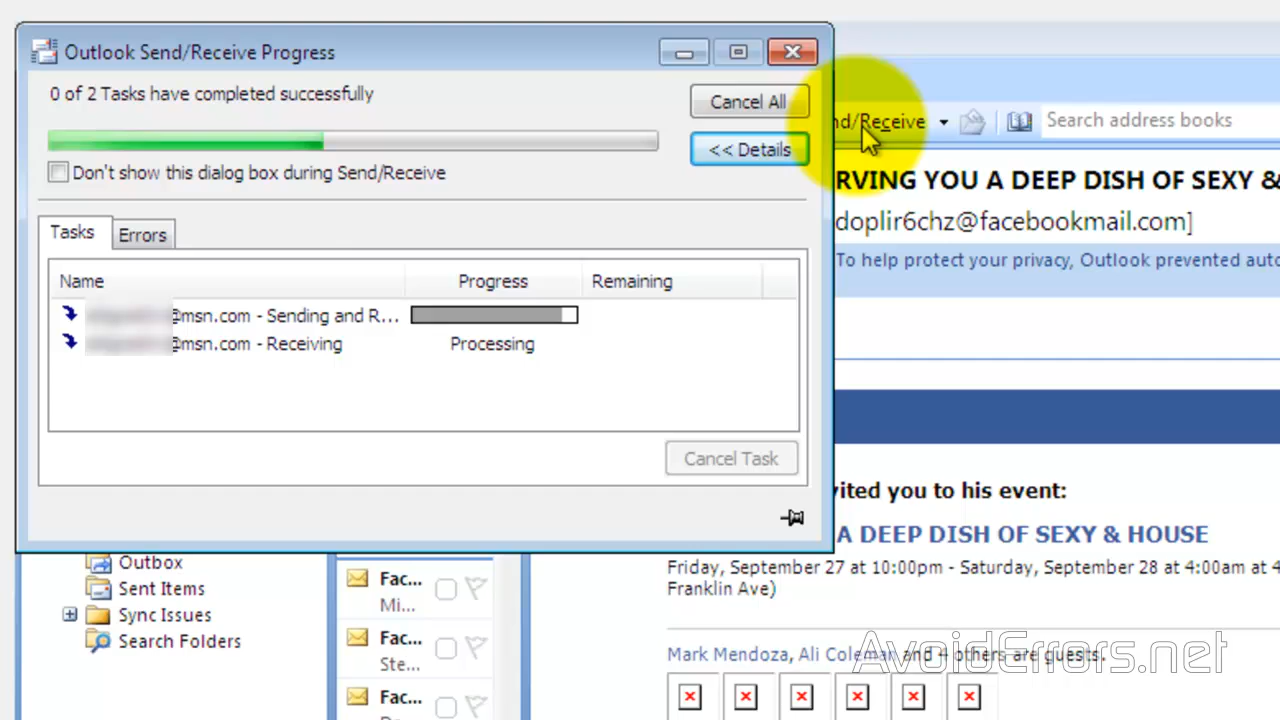 Outlook Send/Receive Progress
0 of 2 Tasks have completed successfully
Cancel All
<< Details
Don't show this dialog box during Send/Receive
Tasks
Errors
Name Progress Remaining
@msn.com - Sending and R...
@msn.com - Receiving Processing
Cancel Task
nd/Receive
Search address books
RVING YOU A DEEP DISH OF SEXY &
doplir6chz@facebookmail.com]
To help protect your privacy, Outlook prevented auto
vited you to his event:
A DEEP DISH OF SEXY & HOUSE
Friday, September 27 at 10:00pm - Saturday, September 28 at 4:00am at 4
Franklin Ave)
Mark Mendoza, Ali Coleman and 4 others are guests.
AvoidErrors.net
Outbox
Sent Items
Sync Issues
Search Folders
Fac...
Mi...
Fac...
Ste...
Fac...